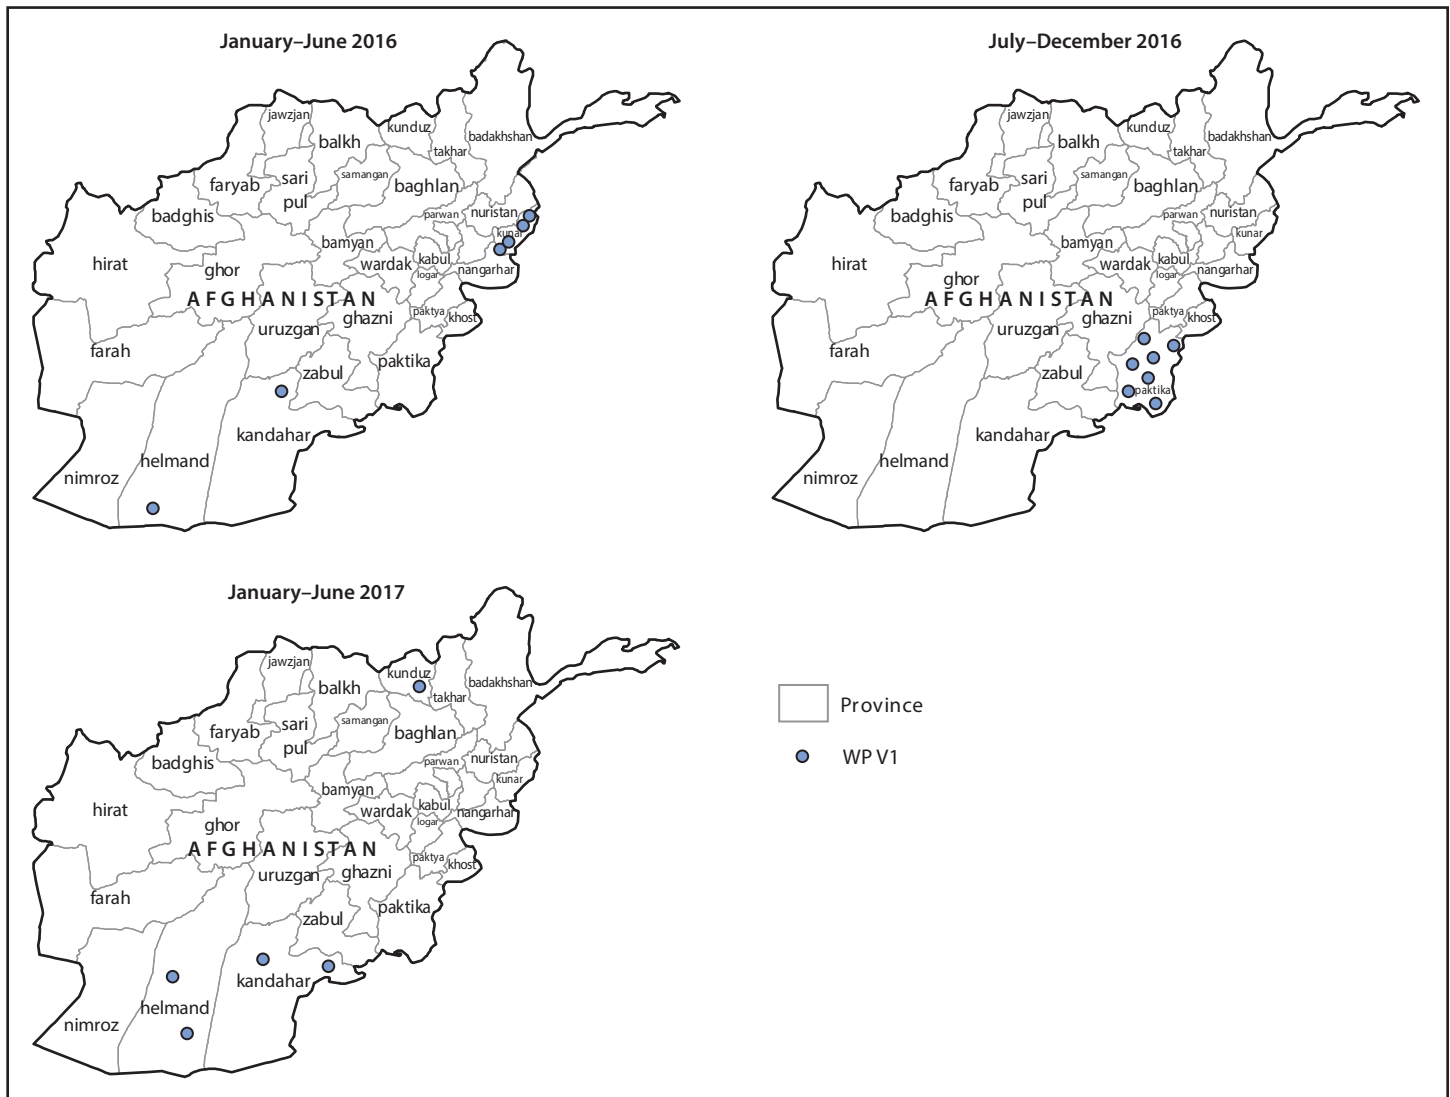 January–June 2016
jawzjan
kunduz
badakhshan
balkh
takhar
samangan
faryab
sari
pul
baghlan
badghis
parwan
nuristan
kunar
bamyan
hirat
ghor
wardak
kabul
logar
nangarhar
AFGHANISTAN
uruzgan
ghazni
paktya
khost
farah
zabul
paktika
kandahar
helmand
nimroz
July–December 2016
jawzjan
kunduz
badakhshan
balkh
takhar
samangan
faryab
sari
pul
baghlan
badghis
parwan
nuristan
kunar
bamyan
hirat
ghor
wardak
kabul
logar
nangarhar
AFGHANISTAN
uruzgan
ghazni
paktya
khost
farah
zabul
paktika
kandahar
helmand
nimroz
January–June 2017
jawzjan
kunduz
badakhshan
balkh
takhar
samangan
faryab
sari
pul
baghlan
badghis
parwan
nuristan
kunar
bamyan
hirat
ghor
wardak
kabul
logar
nangarhar
AFGHANISTAN
uruzgan
ghazni
paktya
khost
farah
zabul
paktika
kandahar
helmand
nimroz
Province
WP V1